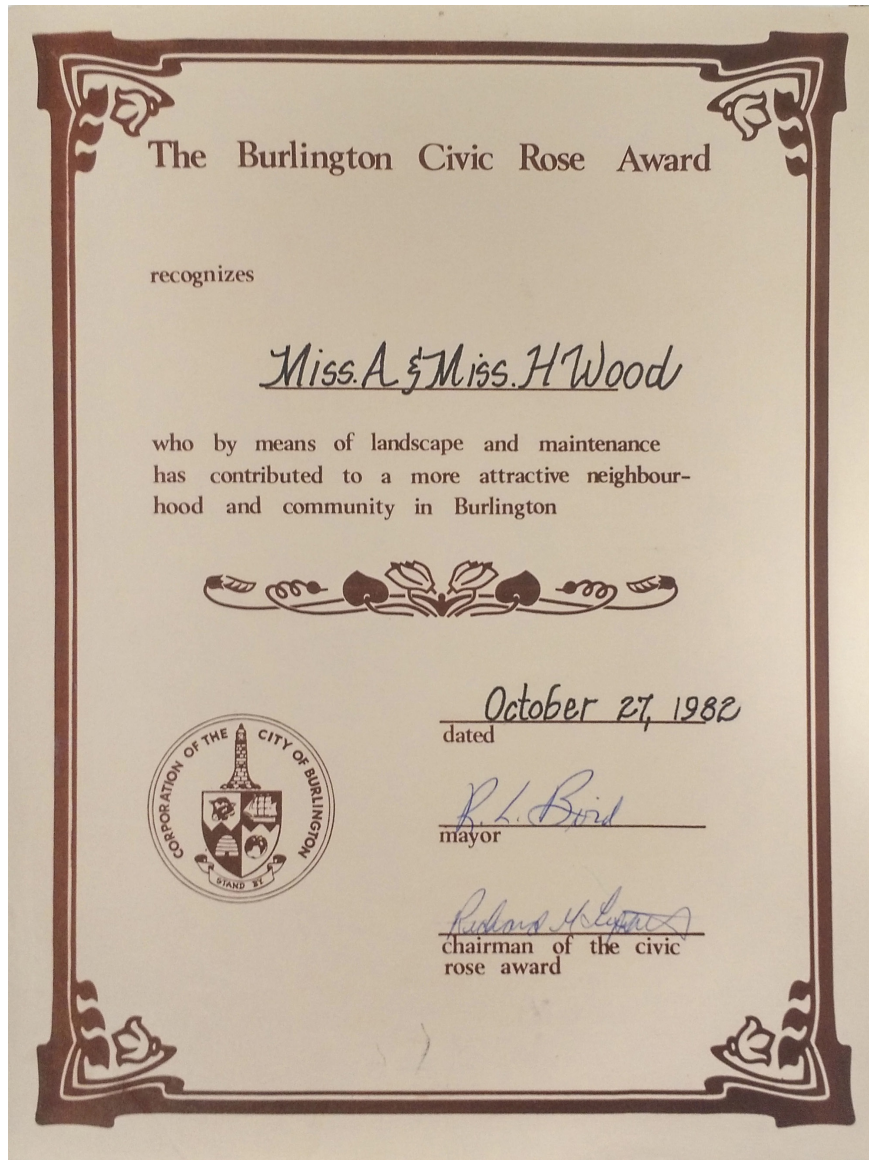 The Burlington Civic Rose Award
recognizes
Miss. A & Miss. H Wood
who by means of landscape and maintenance
has contributed to a more attractive neighbour-
hood and community in Burlington
October 27, 1982
dated
CORPORATION OF THE CITY OF BURLINGTON
STAND BY
R. L. Bird
mayor
Richard
chairman of the civic
rose award